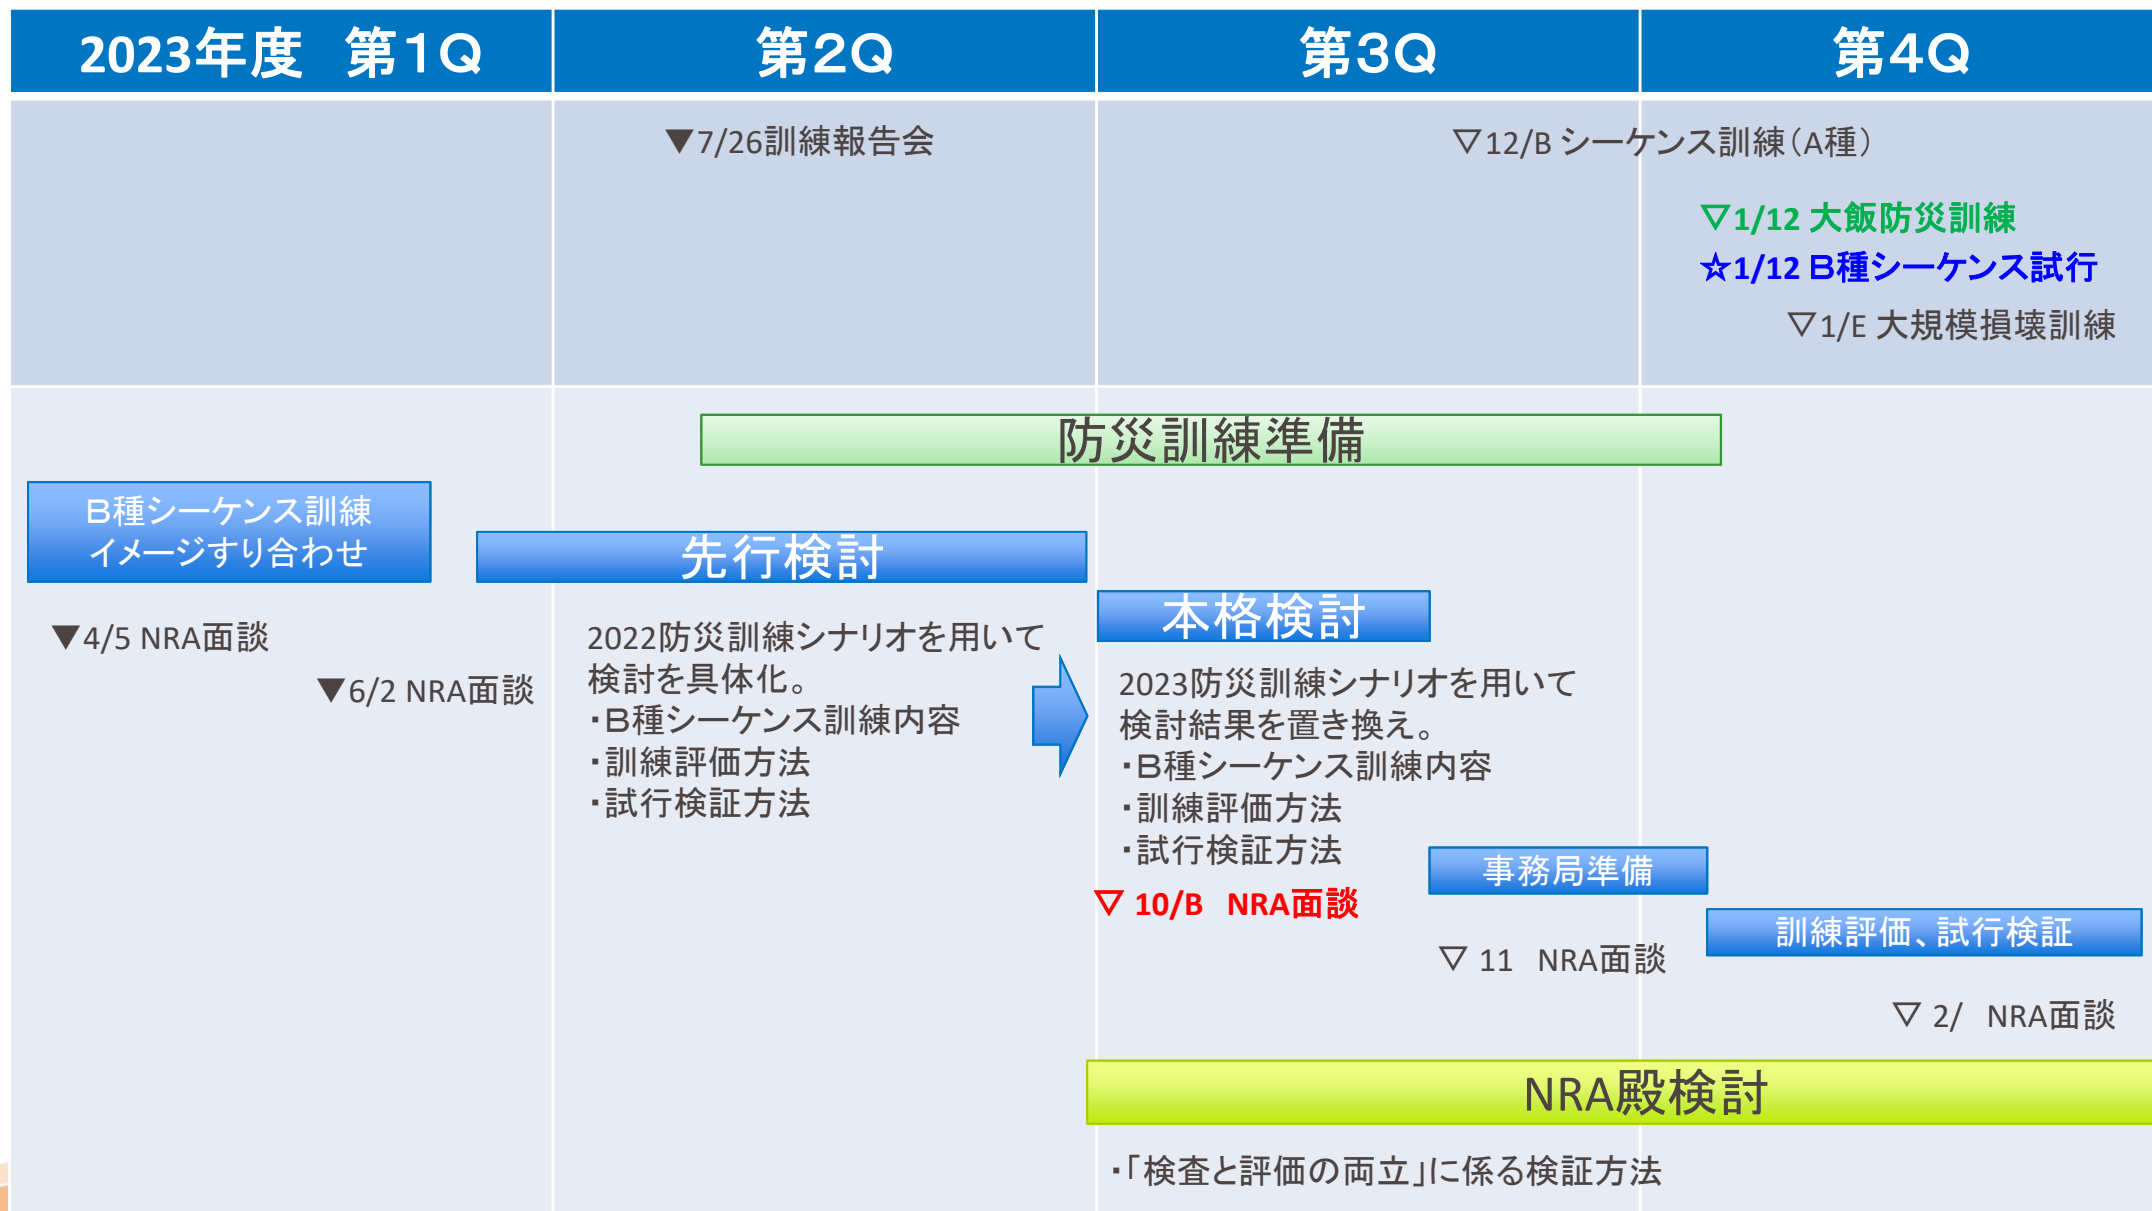 2023年度　第１Q
第２Q
第３Q
第４Q
▼7/26訓練報告会
▽12/B シーケンス訓練（A種）
▽1/12 大飯防災訓練
☆1/12 Ｂ種シーケンス試行
▽1/E 大規模損壊訓練
防災訓練準備
Ｂ種シーケンス訓練
イメージすり合わせ
先行検討
本格検討
▼4/5 NRA面談
▼6/2 NRA面談
2022防災訓練シナリオを用いて
検討を具体化。
・Ｂ種シーケンス訓練内容
・訓練評価方法
・試行検証方法
2023防災訓練シナリオを用いて
検討結果を置き換え。
・Ｂ種シーケンス訓練内容
・訓練評価方法
・試行検証方法
事務局準備
▽ 10/B　NRA面談
訓練評価、試行検証
▽ 11　NRA面談
▽ 2/　NRA面談
NRA殿検討
・「検査と評価の両立」に係る検証方法